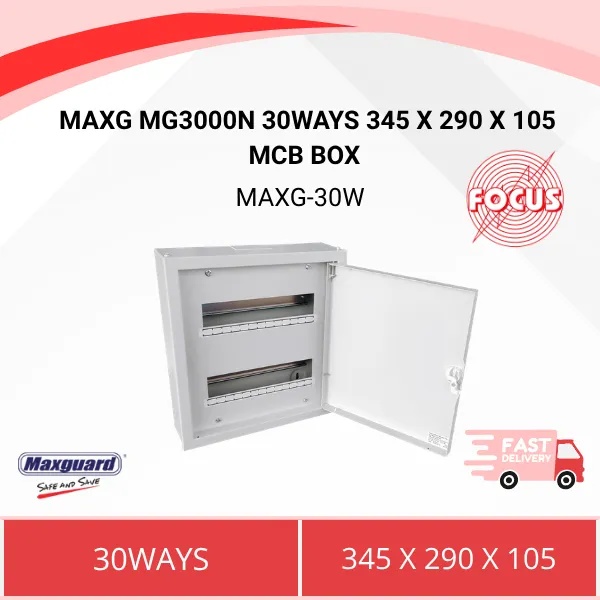 MAXG MG3000N 30WAYS 345 X 290 X 105
MCB BOX
MAXG-30W
FOCUS
FAST
DELIVERY
Maxguard®
SAFE AND SAVE
30WAYS
345 X 290 X 105